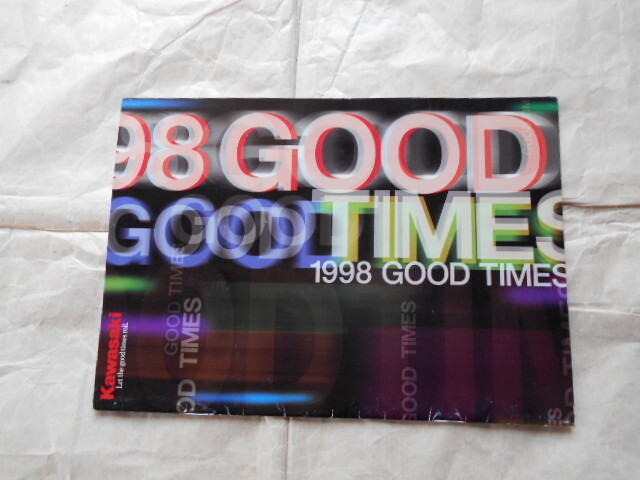 98 GOOD
GOOD TIMES
1998 GOOD TIMES
GOOD TIMES
GOOD TIMES
OD TIMES
ES
Kawasaki
Let the good times roll.